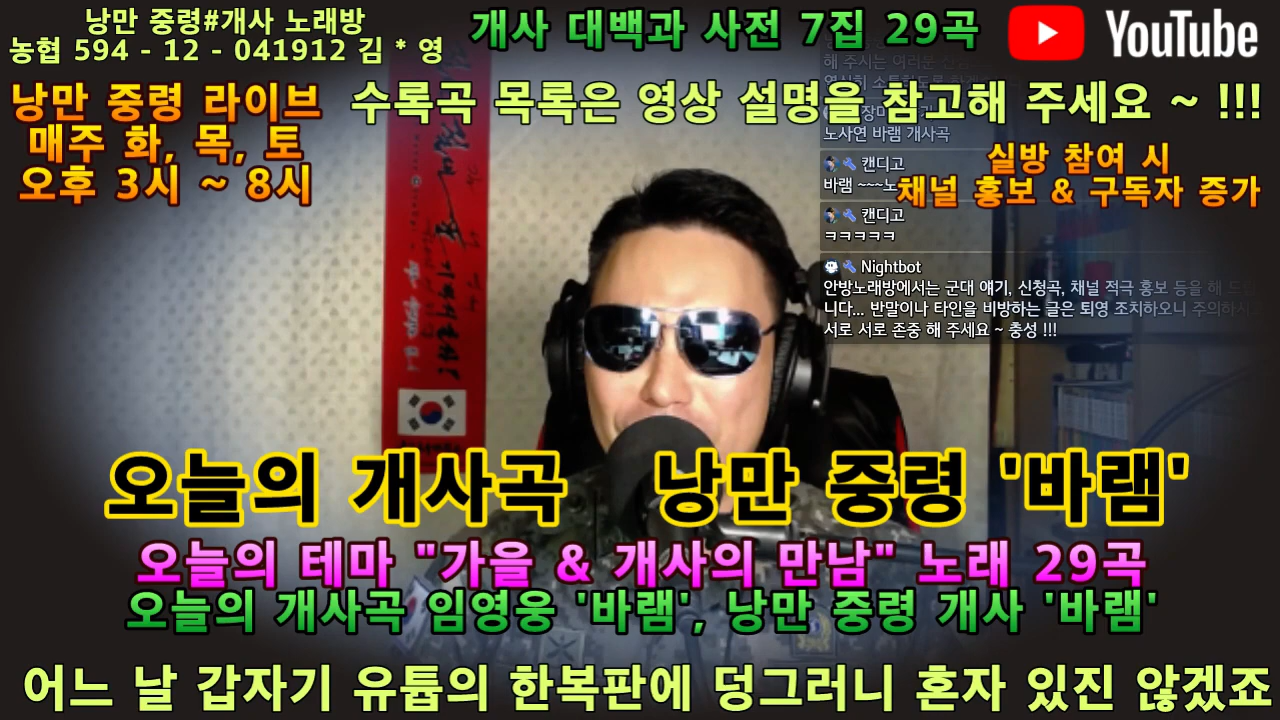 낭만 중령#개사 노래방
농협 594 - 12 - 041912 김 * 영
개사 대백과 사전 7집 29곡
YouTube
낭만 중령 라이브
매주 화, 목, 토
오후 3시 ~ 8시
수록곡 목록은 영상 설명을 참고해 주세요 ~ !!!
해 주시는 여러분
노사연 바램 개사곡
캔디고
바램 ~~~노
캔디고
ㅋㅋㅋㅋㅋ
실방 참여 시
채널 홍보 & 구독자 증가
Nightbot
안방노래방에서는 군대 얘기, 신청곡, 채널 적극 홍보 등을 해 드립
니다... 반말이나 타인을 비방하는 글은 퇴영 조치하오니 주의하시
서로 서로 존중 해 주세요 ~ 충성 !!!
오늘의 개사곡 낭만 중령 '바램'
오늘의 테마 "가을 & 개사의 만남" 노래 29곡
오늘의 개사곡 임영웅 '바램', 낭만 중령 개사 '바램'
어느 날 갑자기 유튭의 한복판에 덩그러니 혼자 있진 않겠죠